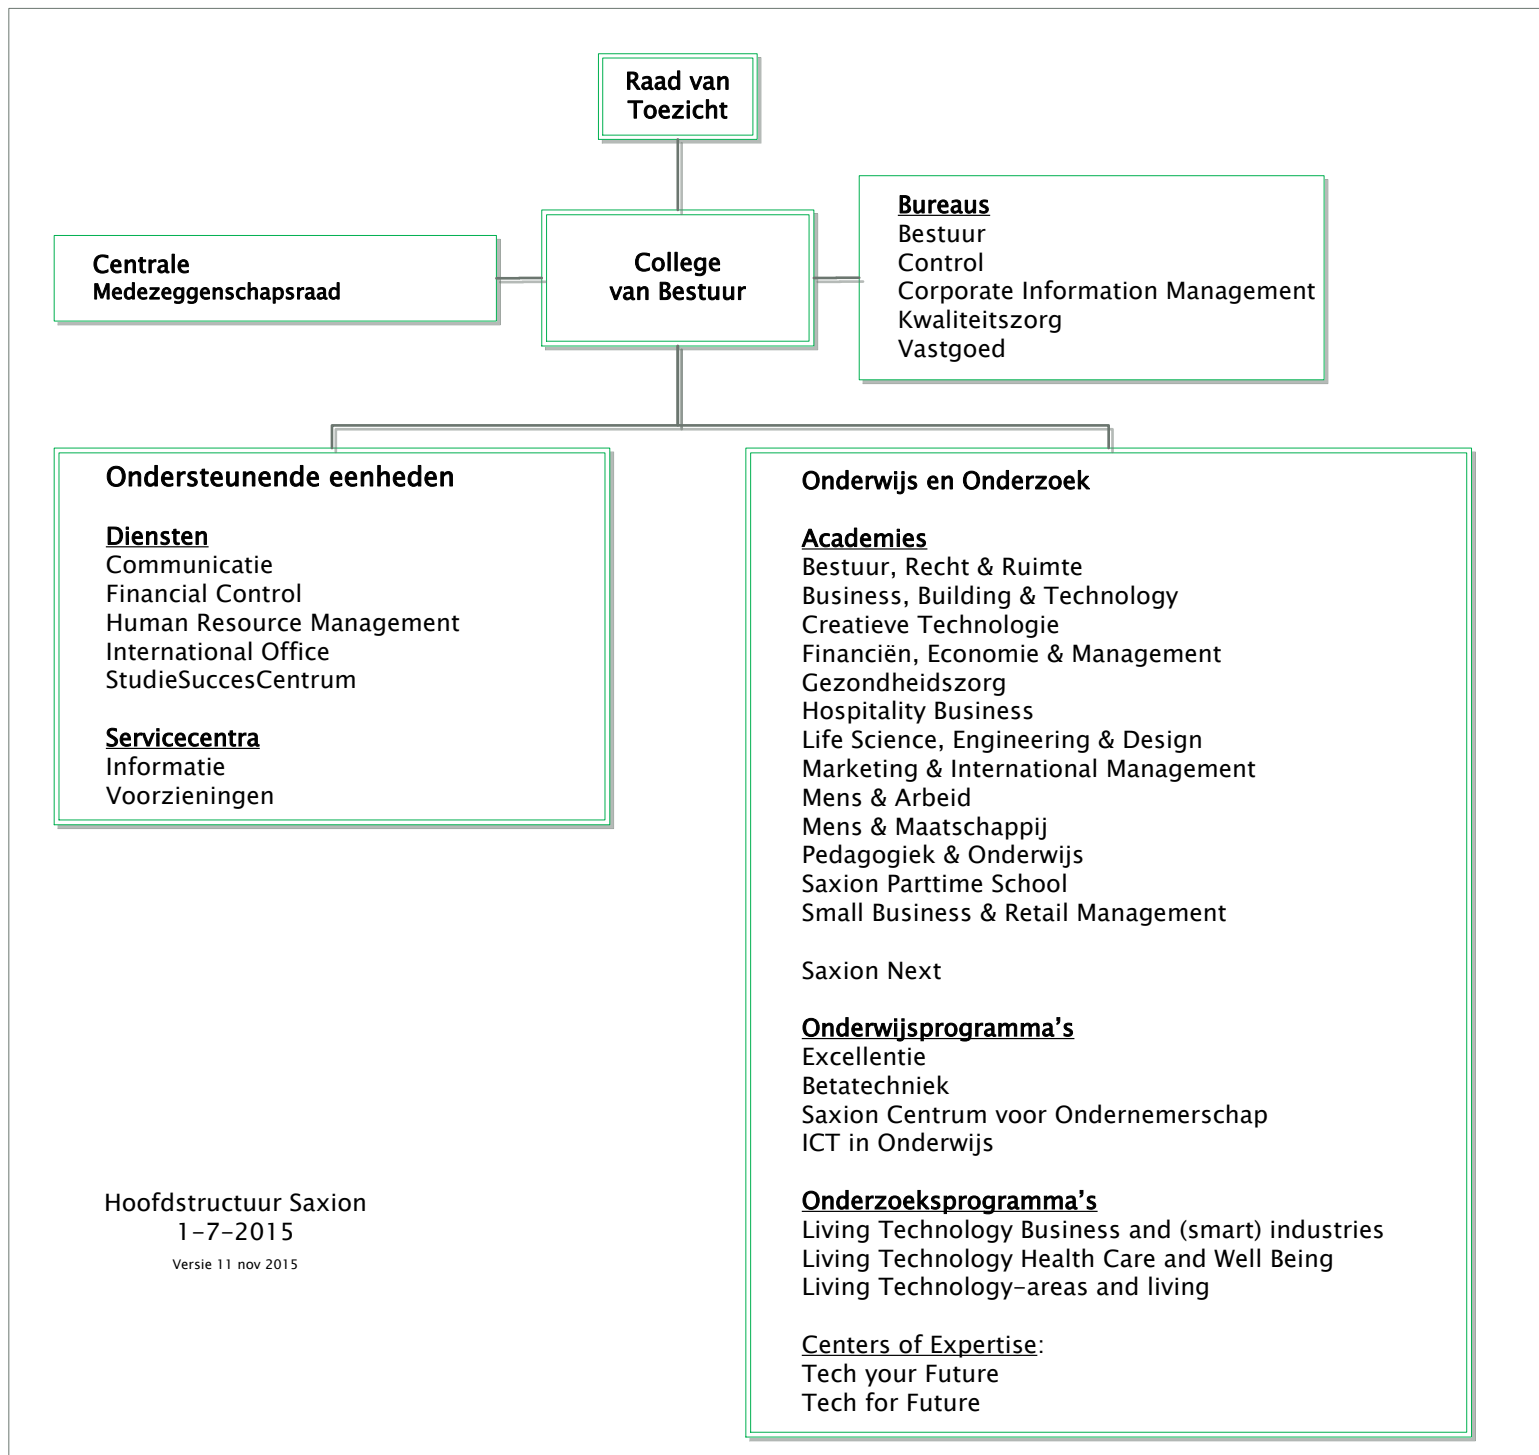 Raad van
Toezicht
Centrale
Medezeggenschapsraad
College
van Bestuur
Bureaus
Bestuur
Control
Corporate Information Management
Kwaliteitszorg
Vastgoed
Ondersteunende eenheden
Diensten
Communicatie
Financial Control
Human Resource Management
International Office
StudieSuccesCentrum
Servicecentra
Informatie
Voorzieningen
Onderwijs en Onderzoek
Academies
Bestuur, Recht & Ruimte
Business, Building & Technology
Creatieve Technologie
Financiën, Economie & Management
Gezondheidszorg
Hospitality Business
Life Science, Engineering & Design
Marketing & International Management
Mens & Arbeid
Mens & Maatschappij
Pedagogiek & Onderwijs
Saxion Parttime School
Small Business & Retail Management
Saxion Next
Onderwijsprogramma’s
Excellentie
Betatechniek
Saxion Centrum voor Ondernemerschap
ICT in Onderwijs
Onderzoeksprogramma’s
Living Technology Business and (smart) industries
Living Technology Health Care and Well Being
Living Technology-areas and living
Centers of Expertise:
Tech your Future
Tech for Future
Hoofdstructuur Saxion
1-7-2015
Versie 11 nov 2015